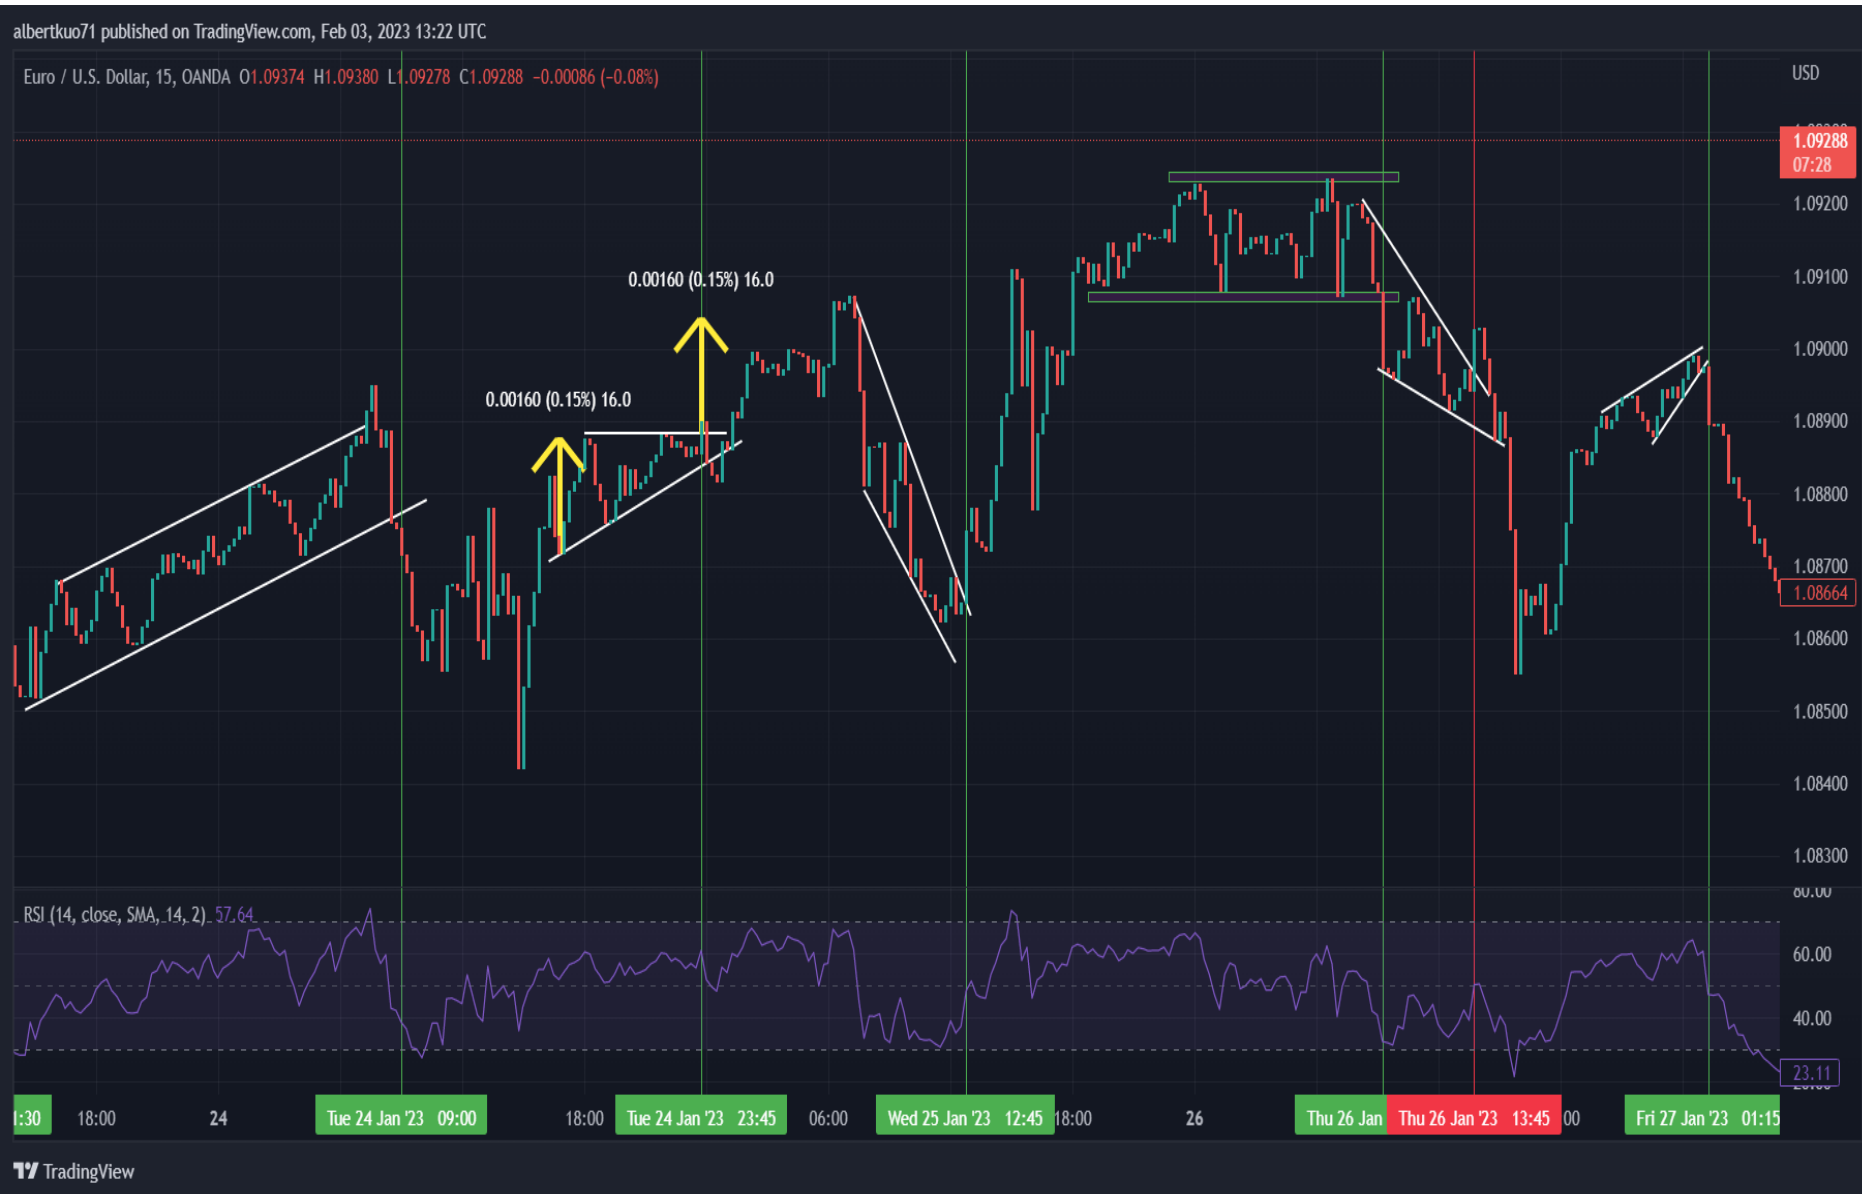 albertkuo71 published on TradingView.com, Feb 03, 2023 13:22 UTC
Euro / U.S. Dollar, 15, OANDA O1.09374 H1.09380 L1.09278 C1.09288 −0.00086 (−0.08%)
USD
1.09288
07:28
1.09200
0.00160 (0.15%) 16.0
1.09100
1.09000
0.00160 (0.15%) 16.0
1.08900
1.08800
1.08700
1.08664
1.08600
1.08500
1.08400
1.08300
80.00
RSI (14, close, SMA, 14, 2) 57.64
60.00
40.00
23.11
1:30 18:00 24 Tue 24 Jan '23 09:00 18:00 Tue 24 Jan '23 23:45 06:00 Wed 25 Jan '23 12:45 18:00 26 Thu 26 Jan Thu 26 Jan '23 13:45 00 Fri 27 Jan '23 01:15
TradingView